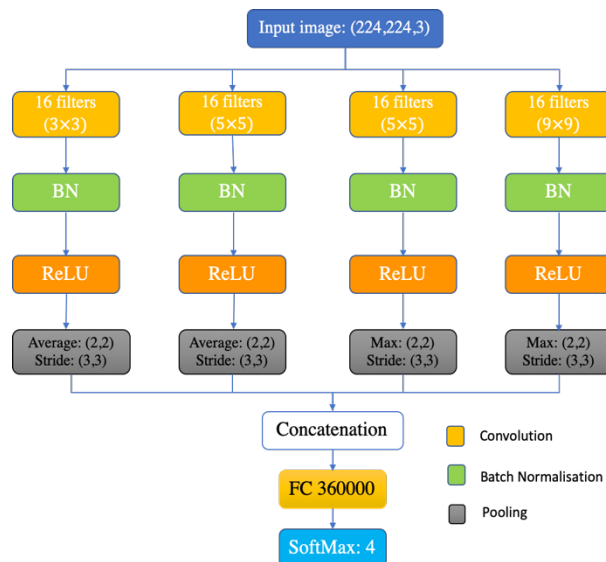 Input image: (224,224,3)
16 filters
(3×3)
16 filters
(5×5)
16 filters
(5×5)
16 filters
(9×9)
BN
BN
BN
BN
ReLU
ReLU
ReLU
ReLU
Average: (2,2)
Stride: (3,3)
Average: (2,2)
Stride: (3,3)
Max: (2,2)
Stride: (3,3)
Max: (2,2)
Stride: (3,3)
Concatenation
FC 360000
SoftMax: 4
Convolution
Batch Normalisation
Pooling